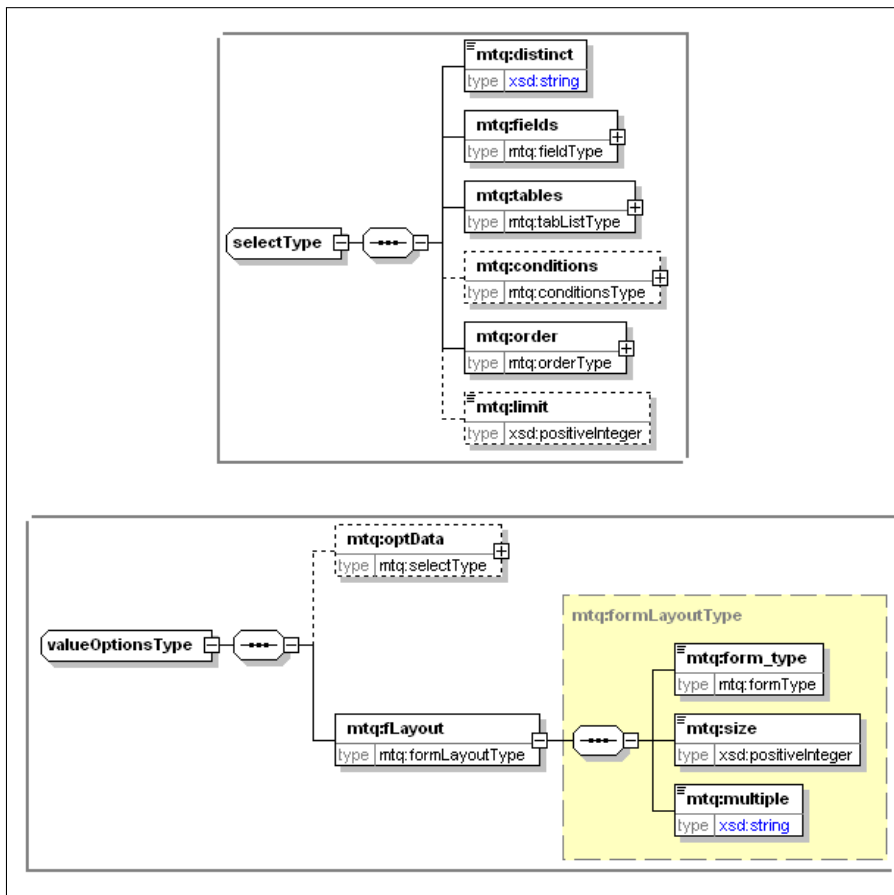 mtq:distinct
type xsd:string
mtq:fields
type mtq:fieldType
mtq:tables
type mtq:tabListType
selectType
mtq:conditions
type mtq:conditionsType
mtq:order
type mtq:orderType
mtq:limit
type xsd:positiveInteger
mtq:optData
type mtq:selectType
valueOptionsType
mtq:fLayout
type mtq:formLayoutType
mtq:formLayoutType
mtq:form_type
type mtq:formType
mtq:size
type xsd:positiveInteger
mtq:multiple
type xsd:string